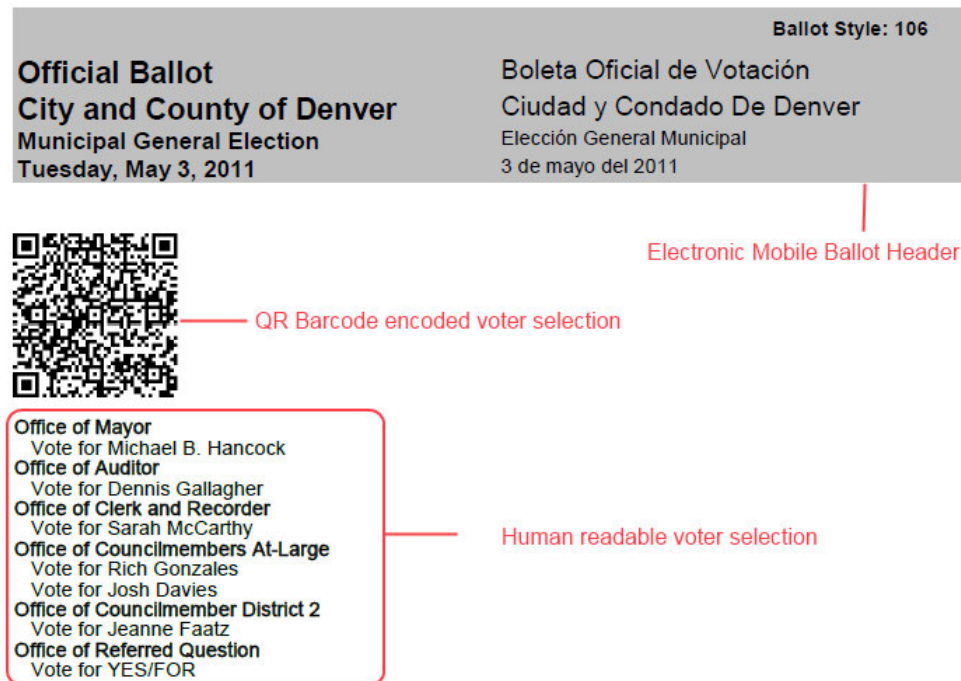 Ballot Style: 106
Official Ballot
City and County of Denver
Municipal General Election
Tuesday, May 3, 2011
Boleta Oficial de Votación
Ciudad y Condado De Denver
Elección General Municipal
3 de mayo del 2011
Electronic Mobile Ballot Header
QR Barcode encoded voter selection
Office of Mayor
Vote for Michael B. Hancock
Office of Auditor
Vote for Dennis Gallagher
Office of Clerk and Recorder
Vote for Sarah McCarthy
Office of Councilmembers At-Large
Vote for Rich Gonzales
Vote for Josh Davies
Office of Councilmember District 2
Vote for Jeanne Faatz
Office of Referred Question
Vote for YES/FOR
Human readable voter selection